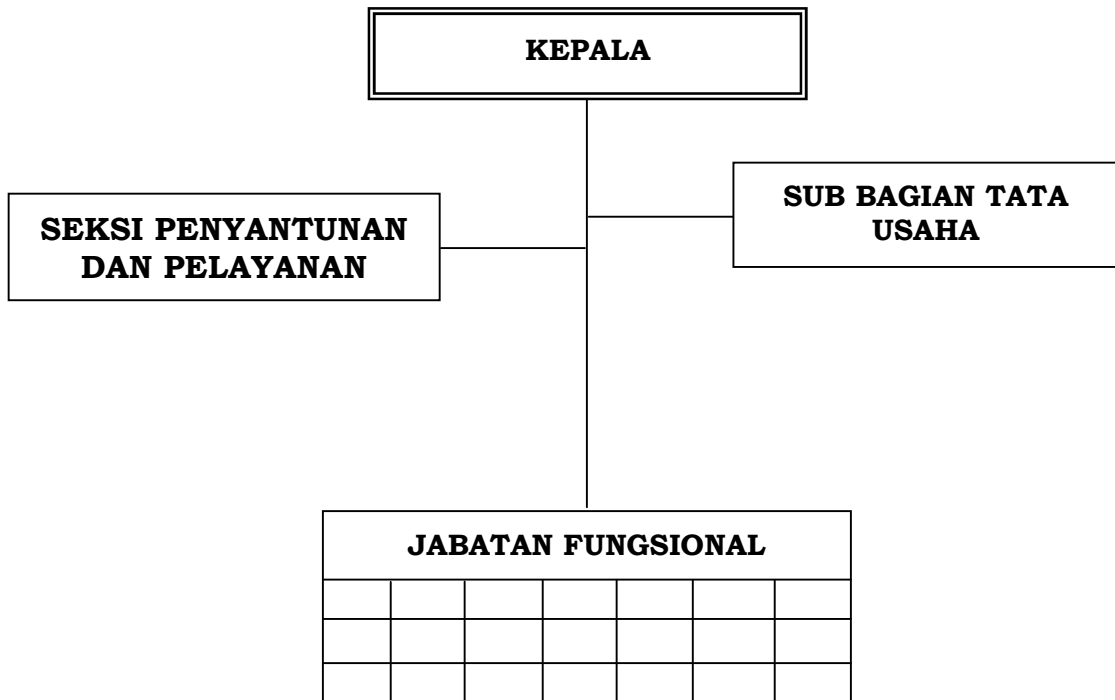 KEPALA
SUB BAGIAN TATA
USAHA
SEKSI PENYANTUNAN
DAN PELAYANAN
JABATAN FUNGSIONAL